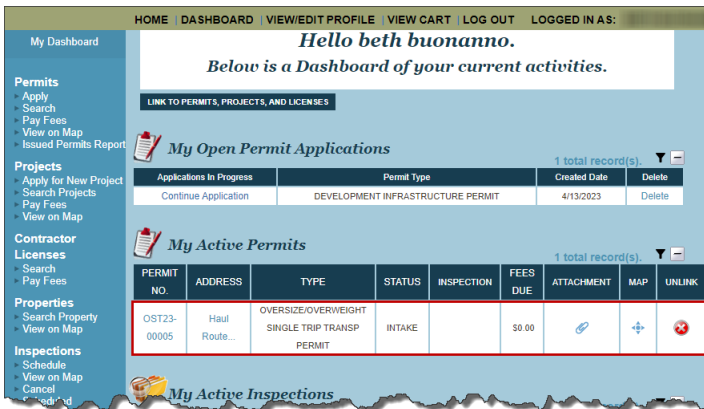 HOME | DASHBOARD | VIEW/EDIT PROFILE | VIEW CART | LOG OUT LOGGED IN AS:
My Dashboard
Hello beth buonanno.
Below is a Dashboard of your current activities.
LINK TO PERMITS, PROJECTS, AND LICENSES
Permits
Apply
Search
Pay Fees
View on Map
Issued Permits Report
Projects
Apply for New Project
Search Projects
Pay Fees
View on Map
Contractor
Licenses
Search
Pay Fees
Properties
Search Property
View on Map
Inspections
Schedule
View on Map
Cancel
Scheduled
My Open Permit Applications
1 total record(s).
Applications In Progress Permit Type Created Date Delete
Continue Application DEVELOPMENT INFRASTRUCTURE PERMIT 4/13/2023 Delete
My Active Permits
1 total record(s).
PERMIT NO. ADDRESS TYPE STATUS INSPECTION FEES DUE ATTACHMENT MAP UNLINK
OST23-00005 Haul Route... OVERSIZE/OVERWEIGHT SINGLE TRIP TRANSP PERMIT INTAKE $0.00
My Active Inspections